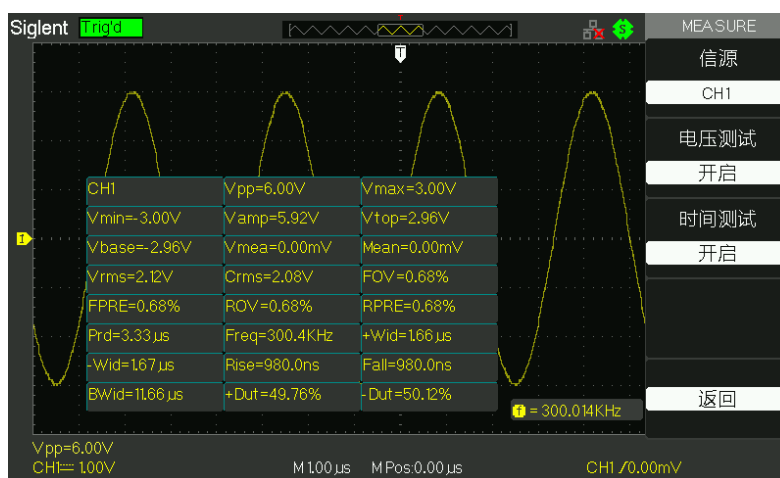 Siglent Trig'd MEASURE
T
信源
CH1
电压测试
开启
时间测试
开启
返回
CH1 Vpp=6.00V Vmax=3.00V
Vmin=-3.00V Vamp=5.92V Vtop=2.96V
Vbase=-2.96V Vmea=0.00mV Mean=0.00mV
Vrms=2.12V Crms=2.08V FOV=0.68%
FPRE=0.68% ROV=0.68% RPRE=0.68%
Prd=3.33µs Freq=300.4KHz +Wid=1.66µs
-Wid=1.67µs Rise=980.0ns Fall=980.0ns
BWid=11.66µs +Dut=49.76% -Dut=50.12%
f = 300.014KHz
Vpp=6.00V
CH1 1.00V M 1.00µs M Pos:0.00µs CH1 0.00mV